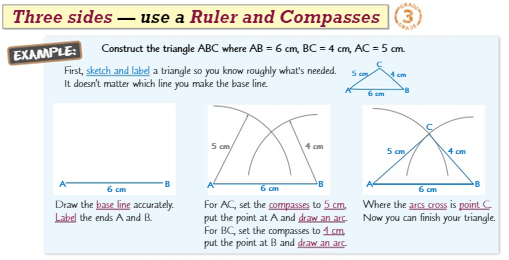 Three sides — use a Ruler and Compasses
GRADE
3
GRADE
EXAMPLE:
Construct the triangle ABC where AB = 6 cm, BC = 4 cm, AC = 5 cm.
First, sketch and label a triangle so you know roughly what's needed.
It doesn't matter which line you make the base line.
C
5 cm
4 cm
A
B
6 cm
A
B
6 cm
Draw the base line accurately.
Label the ends A and B.
5 cm
4 cm
A
B
6 cm
For AC, set the compasses to 5 cm,
put the point at A and draw an arc.
For BC, set the compasses to 4 cm,
put the point at B and draw an arc.
C
5 cm
4 cm
A
B
6 cm
Where the arcs cross is point C.
Now you can finish your triangle.